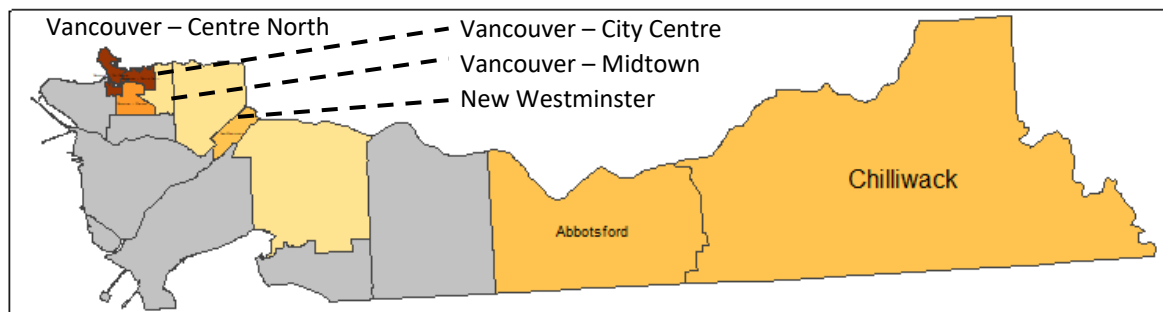 Vancouver – Centre North
Vancouver – City Centre
Vancouver – Midtown
New Westminster
Chilliwack
Abbotsford